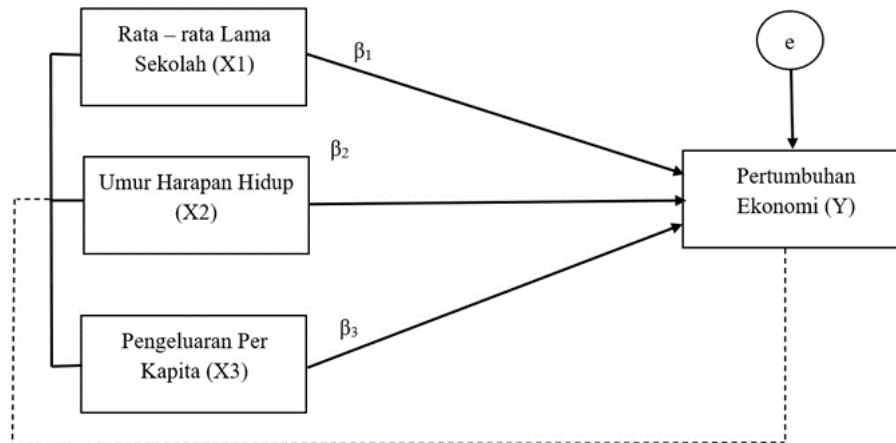 Rata – rata Lama
Sekolah (X1)
β1
e
β2
Umur Harapan Hidup
(X2)
Pertumbuhan
Ekonomi (Y)
β3
Pengeluaran Per
Kapita (X3)